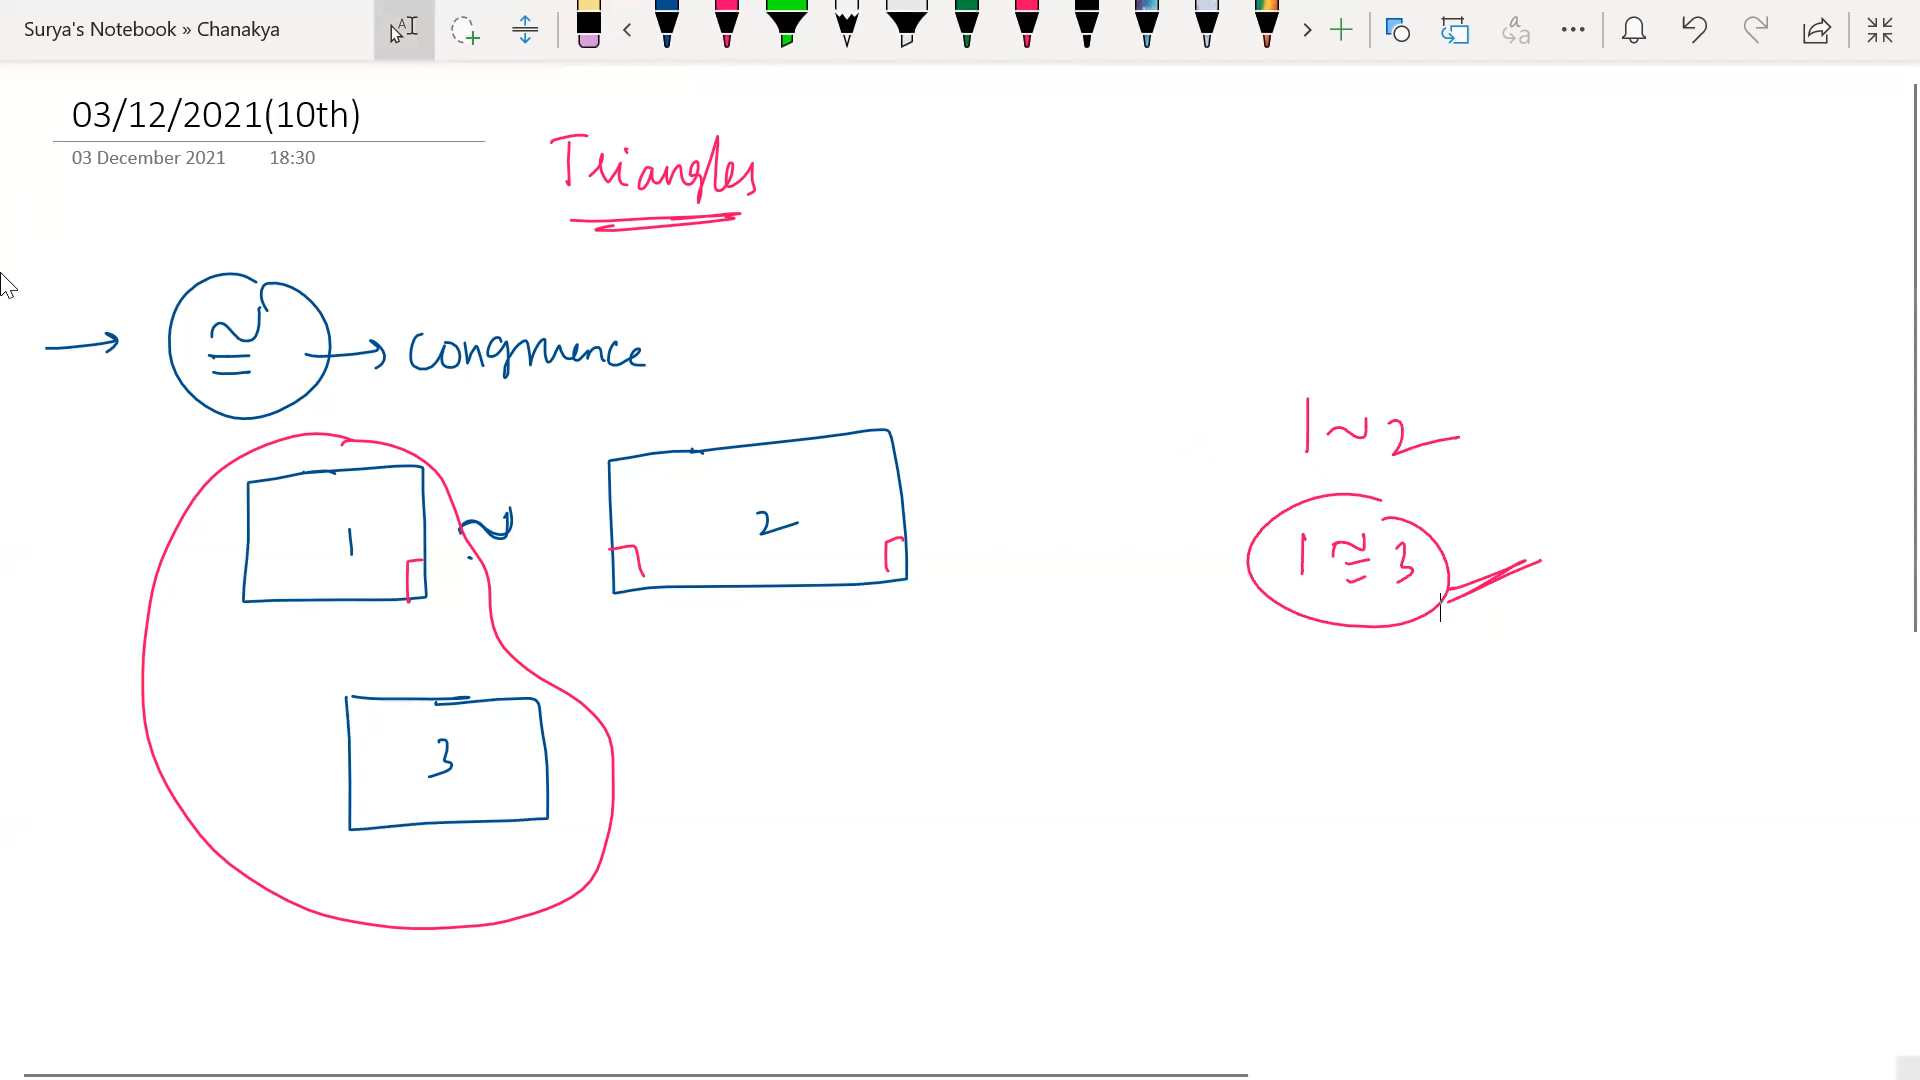 Surya's Notebook » Chanakya
03/12/2021(10th)
03 December 2021 18:30
Triangles
→ ≅ → Congruence
1 ~ 2
1 ≅ 3
1 ~ 2
3